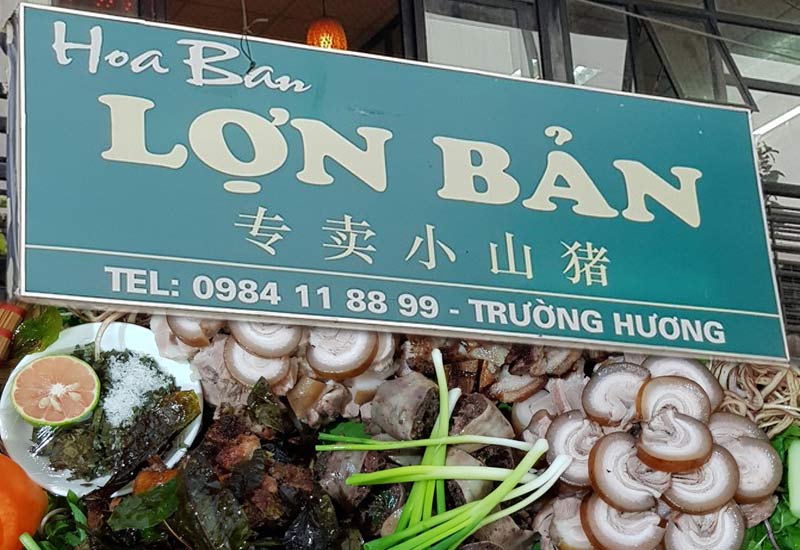 Hoa Ban
LỢN BẢN
专卖小山猪
TEL: 0984 11 88 99 - TRƯỜNG HƯƠNG